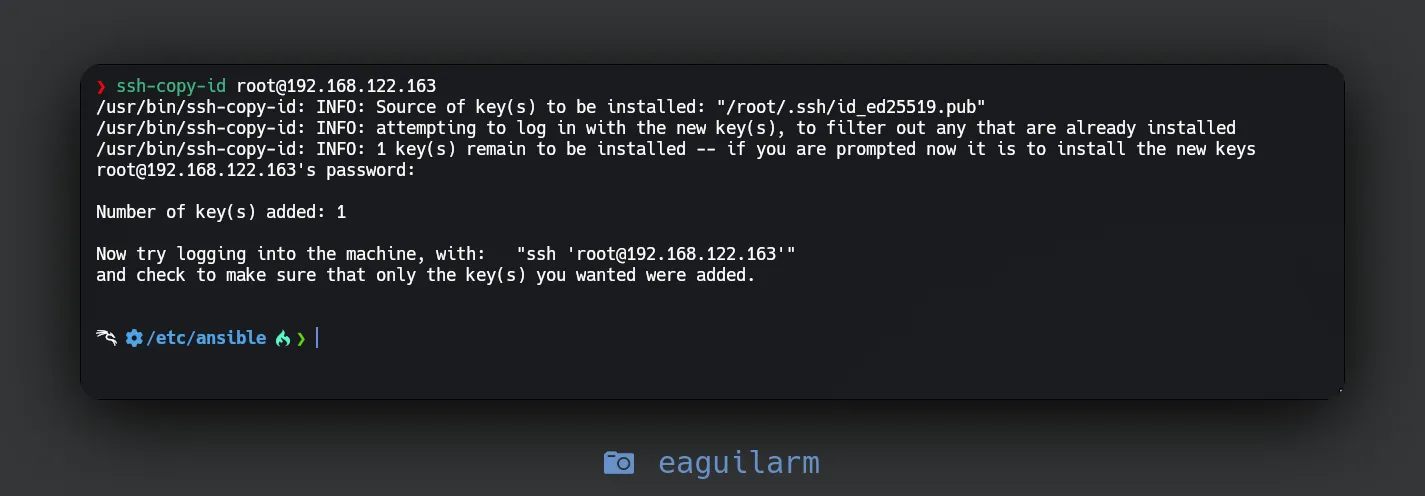 ❯ ssh-copy-id root@192.168.122.163
/usr/bin/ssh-copy-id: INFO: Source of key(s) to be installed: "/root/.ssh/id_ed25519.pub"
/usr/bin/ssh-copy-id: INFO: attempting to log in with the new key(s), to filter out any that are already installed
/usr/bin/ssh-copy-id: INFO: 1 key(s) remain to be installed -- if you are prompted now it is to install the new keys
root@192.168.122.163's password:
Number of key(s) added: 1
Now try logging into the machine, with:   "ssh 'root@192.168.122.163'"
and check to make sure that only the key(s) you wanted were added.
/etc/ansible ❯
eaguilarm